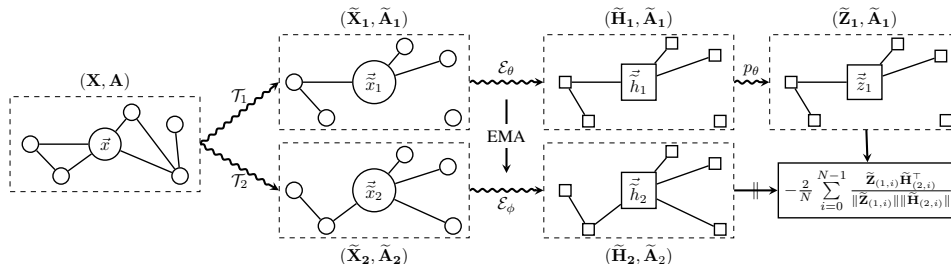 (X̃₁, Ã₁)
(H̃₁, Ã₁)
(Z̃₁, Ã₁)
(X, A)
x⃗
𝒯₁
x̃⃗₁
ℰ_θ
h̃⃗₁
p_θ
z̃⃗₁
EMA
𝒯₂
x̃⃗₂
ℰ_ϕ
h̃⃗₂
− 2/N ∑_{i=0}^{N−1} Z̃_{(1,i)} H̃_{(2,i)}^⊤ / ‖Z̃_{(1,i)}‖‖H̃_{(2,i)}‖
(X̃₂, Ã₂)
(H̃₂, Ã₂)